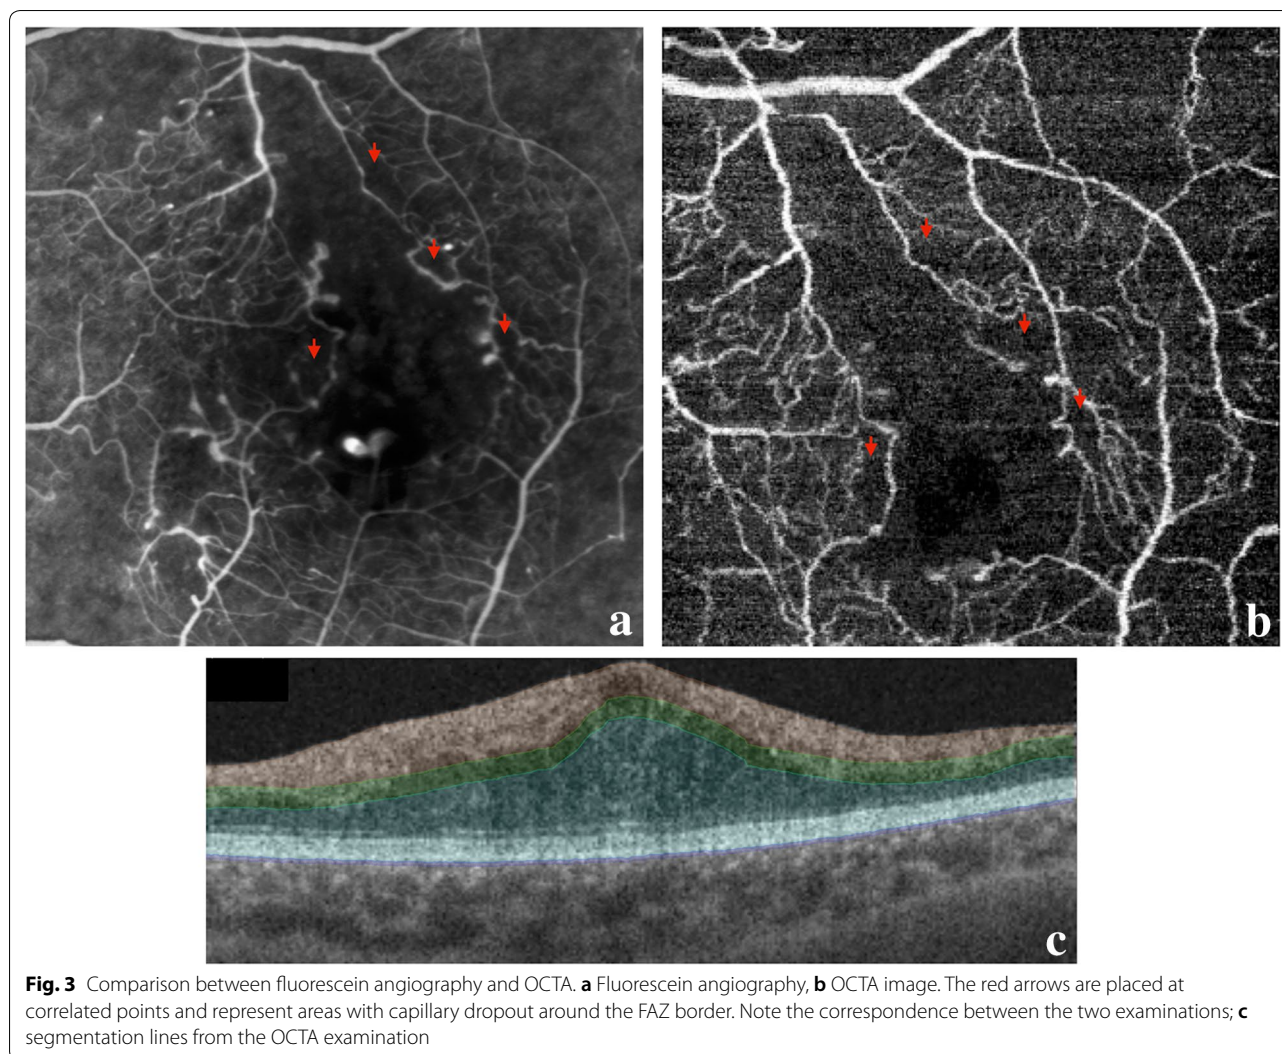 a
b
c
Fig. 3 Comparison between fluorescein angiography and OCTA. a Fluorescein angiography, b OCTA image. The red arrows are placed at
correlated points and represent areas with capillary dropout around the FAZ border. Note the correspondence between the two examinations; c
segmentation lines from the OCTA examination